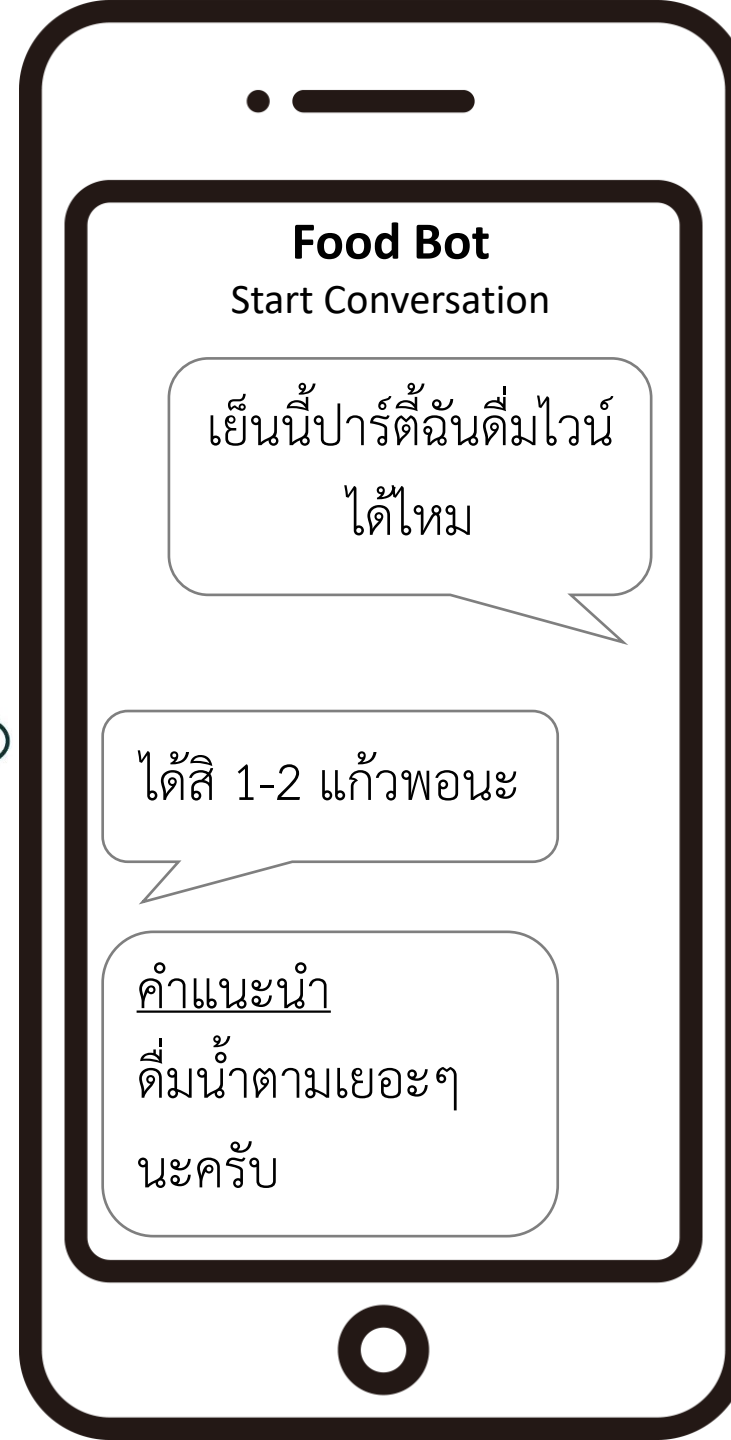 Food Bot
Start Conversation
เย็นนี้ปาร์ตี้ฉันดื่มไวน์
ได้ไหม
ได้สิ 1-2 แก้วพอนะ
คำแนะนำ
ดื่มน้ำตามเยอะๆ
นะครับ